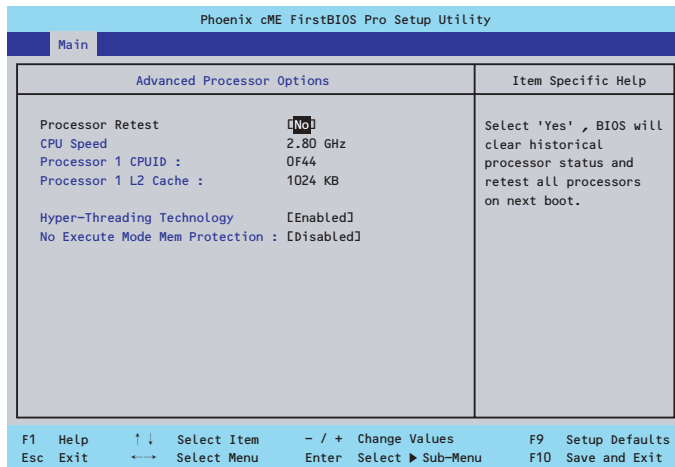 Phoenix cME FirstBIOS Pro Setup Utility
Main
Advanced Processor Options
Item Specific Help
Processor Retest [No]
CPU Speed 2.80 GHz
Processor 1 CPUID : 0F44
Processor 1 L2 Cache : 1024 KB
Hyper-Threading Technology [Enabled]
No Execute Mode Mem Protection : [Disabled]
Select 'Yes' , BIOS will
clear historical
processor status and
retest all processors
on next boot.
F1 Help ↑↓ Select Item - / + Change Values F9 Setup Defaults
Esc Exit ←→ Select Menu Enter Select ▶ Sub-Menu F10 Save and Exit